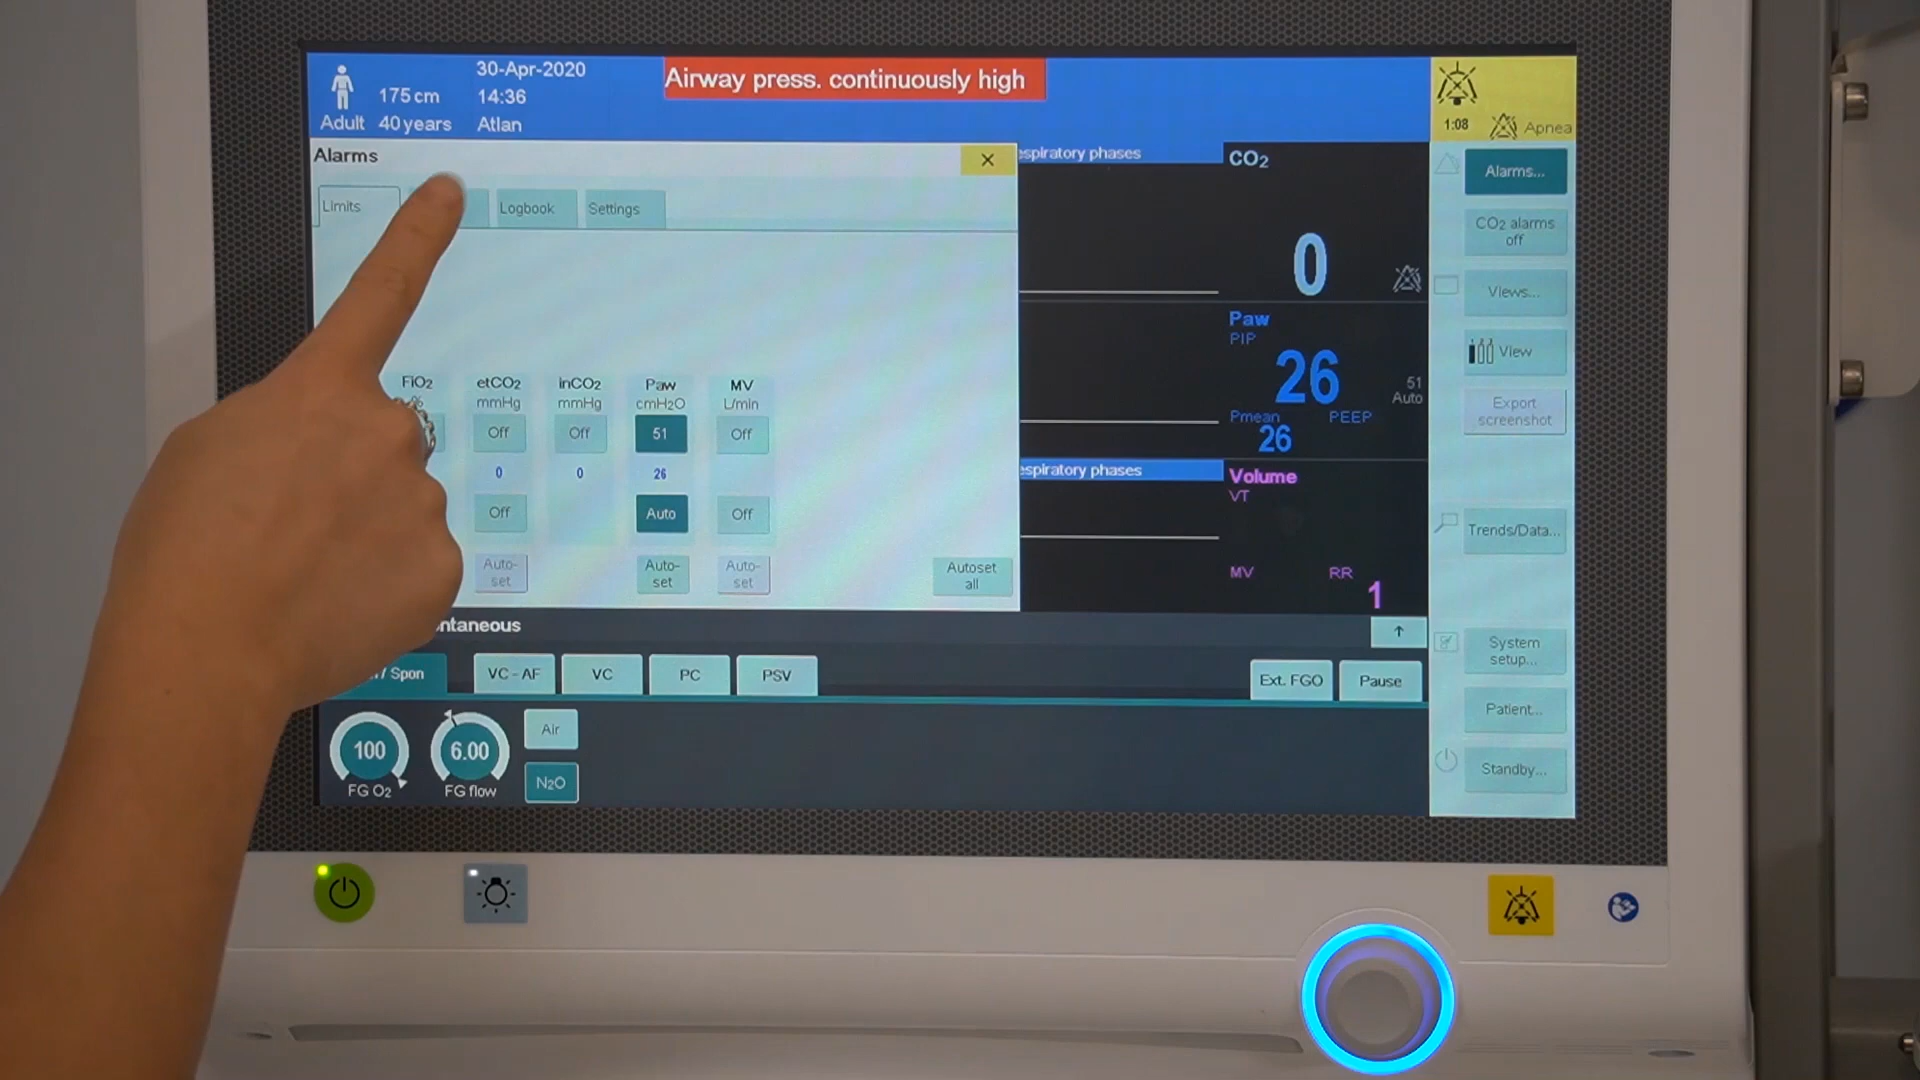 30-Apr-2020
Airway press. continuously high
175 cm
14:36
Adult
40 years
Atlan
1:08
Apnea
Alarms
spiratory phases
CO2
Alarms...
Limits
Logbook
Settings
CO2 alarms
off
0
Views...
Paw
PIP
View
26
51
Auto
FiO2
etCO2
inCO2
Paw
MV
%
mmHg
mmHg
cmH2O
L/min
Pmean
PEEP
Export
screenshot
Off
Off
51
Off
26
0
0
26
spiratory phases
Volume
VT
Off
Auto
Off
Trends/Data...
Auto-
set
Auto-
set
Auto-
set
Autoset
all
MV
RR
1
ntaneous
↑
System
setup...
/ Spon
VC - AF
VC
PC
PSV
Ext. FGO
Pause
Patient...
100
6.00
Air
Standby...
FG O2
FG flow
N2O